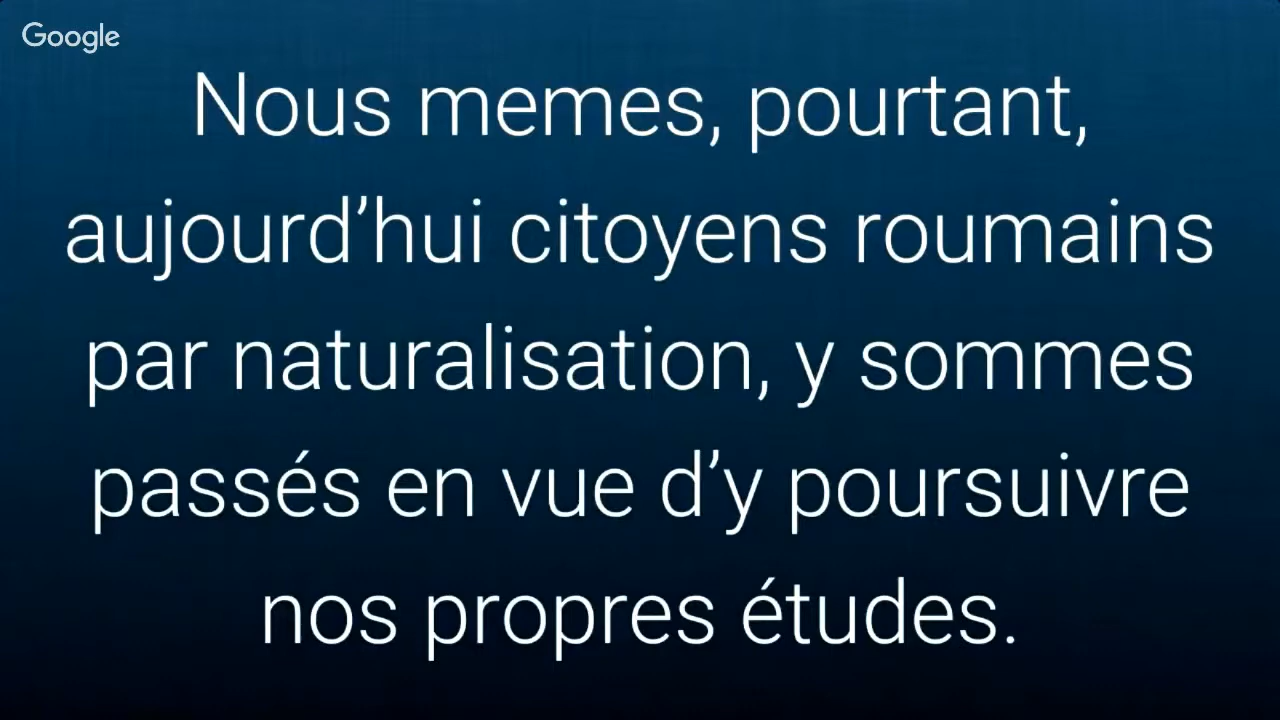 Google
Nous memes, pourtant,
aujourd’hui citoyens roumains
par naturalisation, y sommes
passés en vue d’y poursuivre
nos propres études.